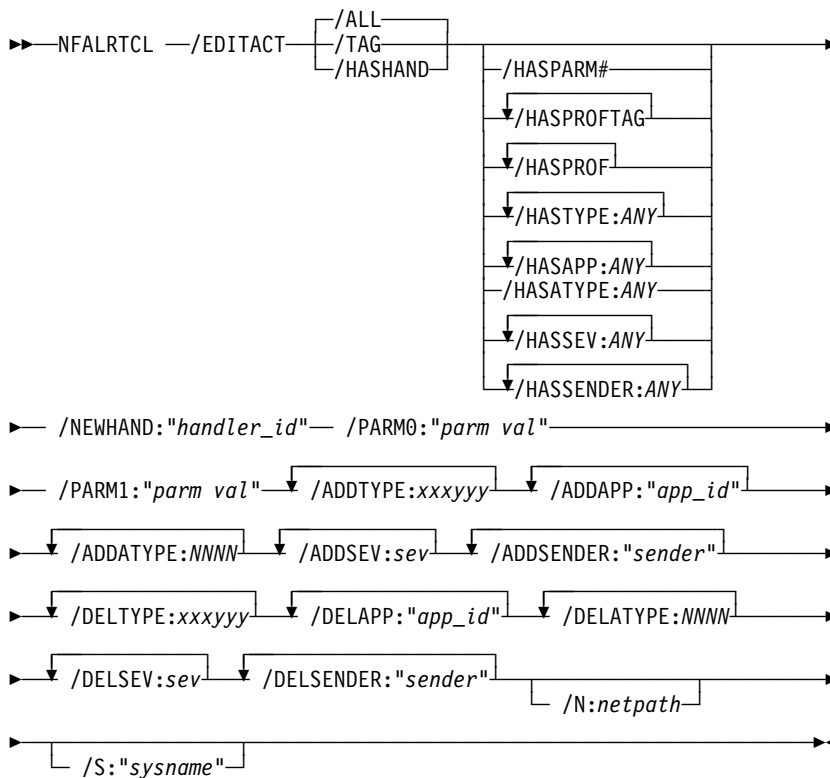 /ALL
NFALRTCL /EDITACT /TAG
/HASHAND /HASPARM#
/HASPROFTAG
/HASPROF
/HASTYPE:ANY
/HASAPP:ANY
/HASATYPE:ANY
/HASSEV:ANY
/HASSENDER:ANY
/NEWHAND:"handler_id" /PARM0:"parm val"
/PARM1:"parm val" /ADDTYPE:xxxyyy /ADDAPP:"app_id"
/ADDATYPE:NNNN /ADDSEV:sev /ADDSENDER:"sender"
/DELTYPE:xxxyyy /DELAPP:"app_id" /DELATYPE:NNNN
/DELSEV:sev /DELSENDER:"sender"
/N:netpath
/S:"sysname"